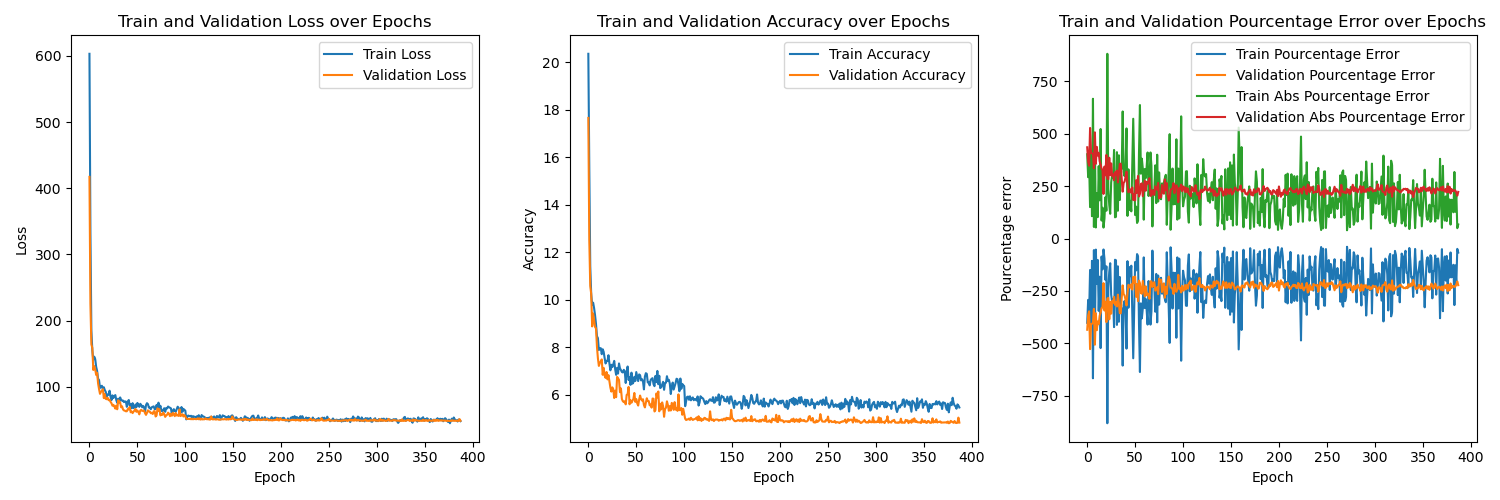 Train and Validation Loss over Epochs
Train Loss
Validation Loss
600
500
400
300
200
100
Loss
0 50 100 150 200 250 300 350 400
Epoch
Train and Validation Accuracy over Epochs
Train Accuracy
Validation Accuracy
20
18
16
14
12
10
8
6
Accuracy
0 50 100 150 200 250 300 350 400
Epoch
Train and Validation Pourcentage Error over Epochs
Train Pourcentage Error
Validation Pourcentage Error
Train Abs Pourcentage Error
Validation Abs Pourcentage Error
750
500
250
0
−250
−500
−750
Pourcentage error
0 50 100 150 200 250 300 350 400
Epoch